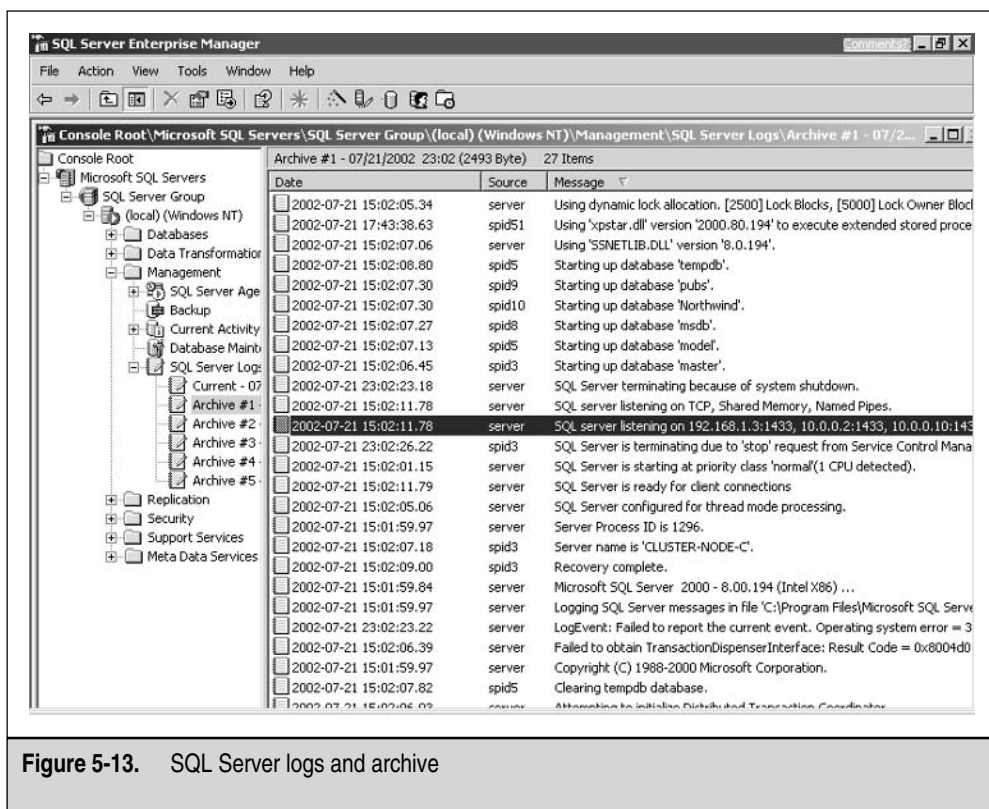 SQL Server Enterprise Manager Comments?
File Action View Tools Window Help
Console Root\Microsoft SQL Servers\SQL Server Group\(local) (Windows NT)\Management\SQL Server Logs\Archive #1 - 07/2...
Console Root
Microsoft SQL Servers
SQL Server Group
(local) (Windows NT)
Databases
Data Transformation
Management
SQL Server Age
Backup
Current Activity
Database Maint
SQL Server Logs
Current - 07
Archive #1 -
Archive #2 -
Archive #3 -
Archive #4 -
Archive #5 -
Replication
Security
Support Services
Meta Data Services
Archive #1 - 07/21/2002 23:02 (2493 Byte) 27 Items
Date Source Message
2002-07-21 15:02:05.34 server Using dynamic lock allocation. [2500] Lock Blocks, [5000] Lock Owner Block
2002-07-21 17:43:38.63 spid51 Using 'xpstar.dll' version '2000.80.194' to execute extended stored proce
2002-07-21 15:02:07.06 server Using 'SSNETLIB.DLL' version '8.0.194'.
2002-07-21 15:02:08.80 spid5 Starting up database 'tempdb'.
2002-07-21 15:02:07.30 spid9 Starting up database 'pubs'.
2002-07-21 15:02:07.30 spid10 Starting up database 'Northwind'.
2002-07-21 15:02:07.27 spid8 Starting up database 'msdb'.
2002-07-21 15:02:07.13 spid5 Starting up database 'model'.
2002-07-21 15:02:06.45 spid3 Starting up database 'master'.
2002-07-21 23:02:23.18 server SQL Server terminating because of system shutdown.
2002-07-21 15:02:11.78 server SQL server listening on TCP, Shared Memory, Named Pipes.
2002-07-21 15:02:11.78 server SQL server listening on 192.168.1.3:1433, 10.0.0.2:1433, 10.0.0.10:143
2002-07-21 23:02:26.22 spid3 SQL Server is terminating due to 'stop' request from Service Control Mana
2002-07-21 15:02:01.15 server SQL Server is starting at priority class 'normal'(1 CPU detected).
2002-07-21 15:02:11.79 server SQL Server is ready for client connections
2002-07-21 15:02:05.06 server SQL Server configured for thread mode processing.
2002-07-21 15:01:59.97 server Server Process ID is 1296.
2002-07-21 15:02:07.18 spid3 Server name is 'CLUSTER-NODE-C'.
2002-07-21 15:02:09.00 spid3 Recovery complete.
2002-07-21 15:01:59.84 server Microsoft SQL Server 2000 - 8.00.194 (Intel X86) ...
2002-07-21 15:01:59.97 server Logging SQL Server messages in file 'C:\Program Files\Microsoft SQL Serve
2002-07-21 23:02:23.22 server LogEvent: Failed to report the current event. Operating system error = 3
2002-07-21 15:02:06.39 server Failed to obtain TransactionDispenserInterface: Result Code = 0x8004d0
2002-07-21 15:01:59.97 server Copyright (C) 1988-2000 Microsoft Corporation.
2002-07-21 15:02:07.82 spid5 Clearing tempdb database.
2002-07-21 15:02:06.03 server Attempting to initialize Distributed Transaction Coordinator
Figure 5-13. SQL Server logs and archive